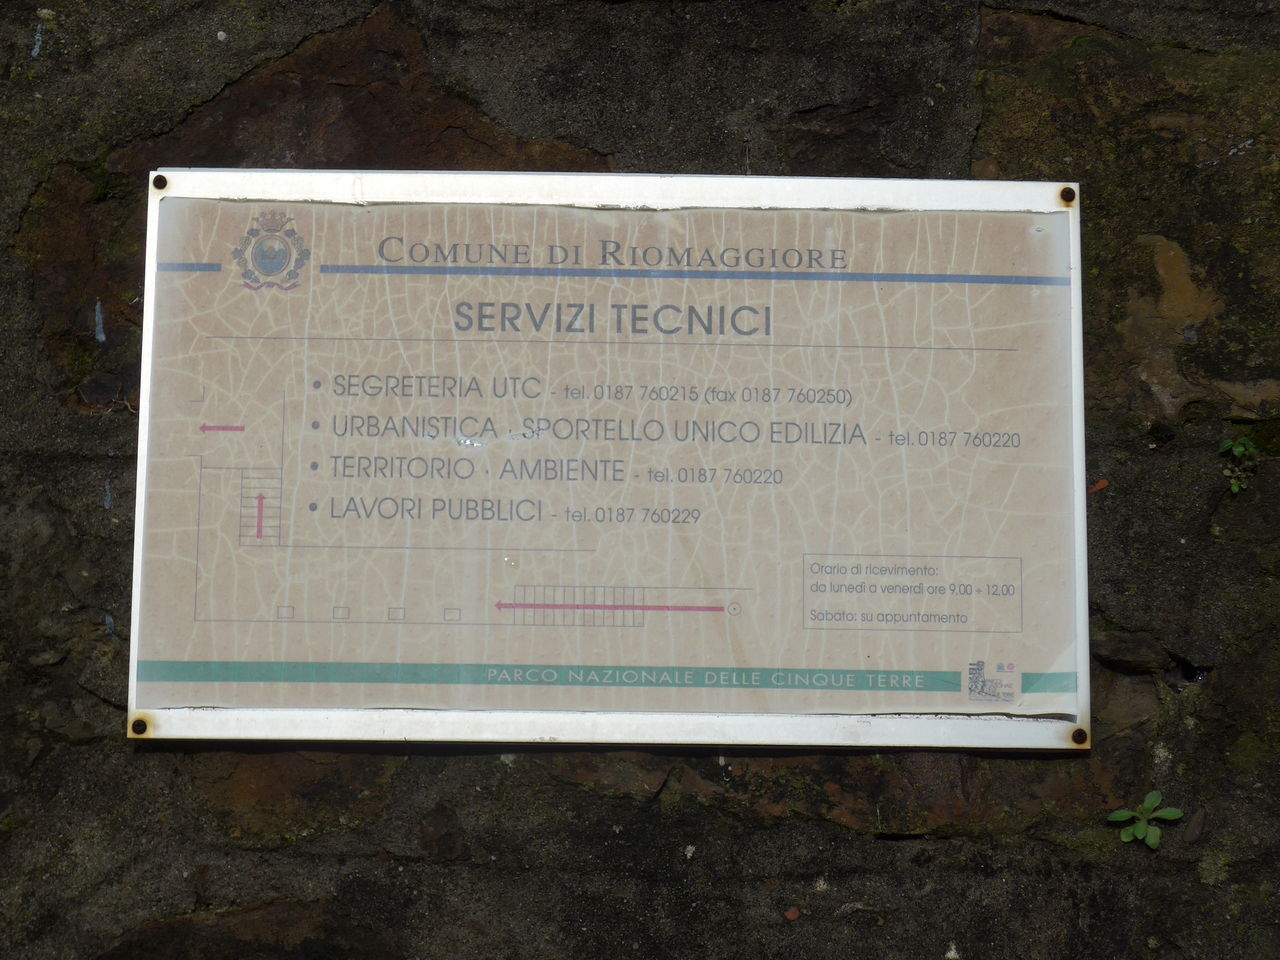 COMUNE DI RIOMAGGIORE
SERVIZI TECNICI
• SEGRETERIA UTC - tel. 0187 760215 (fax 0187 760250)
• URBANISTICA · SPORTELLO UNICO EDILIZIA - tel. 0187 760220
• TERRITORIO · AMBIENTE - tel. 0187 760220
• LAVORI PUBBLICI - tel. 0187 760229
Orario di ricevimento:
da lunedì a venerdì ore 9.00 ÷ 12.00
Sabato: su appuntamento
PARCO NAZIONALE DELLE CINQUE TERRE